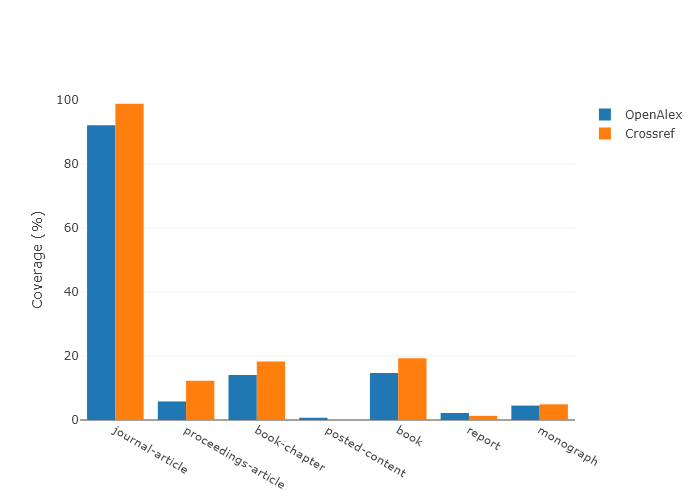 100
80
60
40
20
0
Coverage (%)
journal-article
proceedings-article
book-chapter
posted-content
book
report
monograph
OpenAlex
Crossref